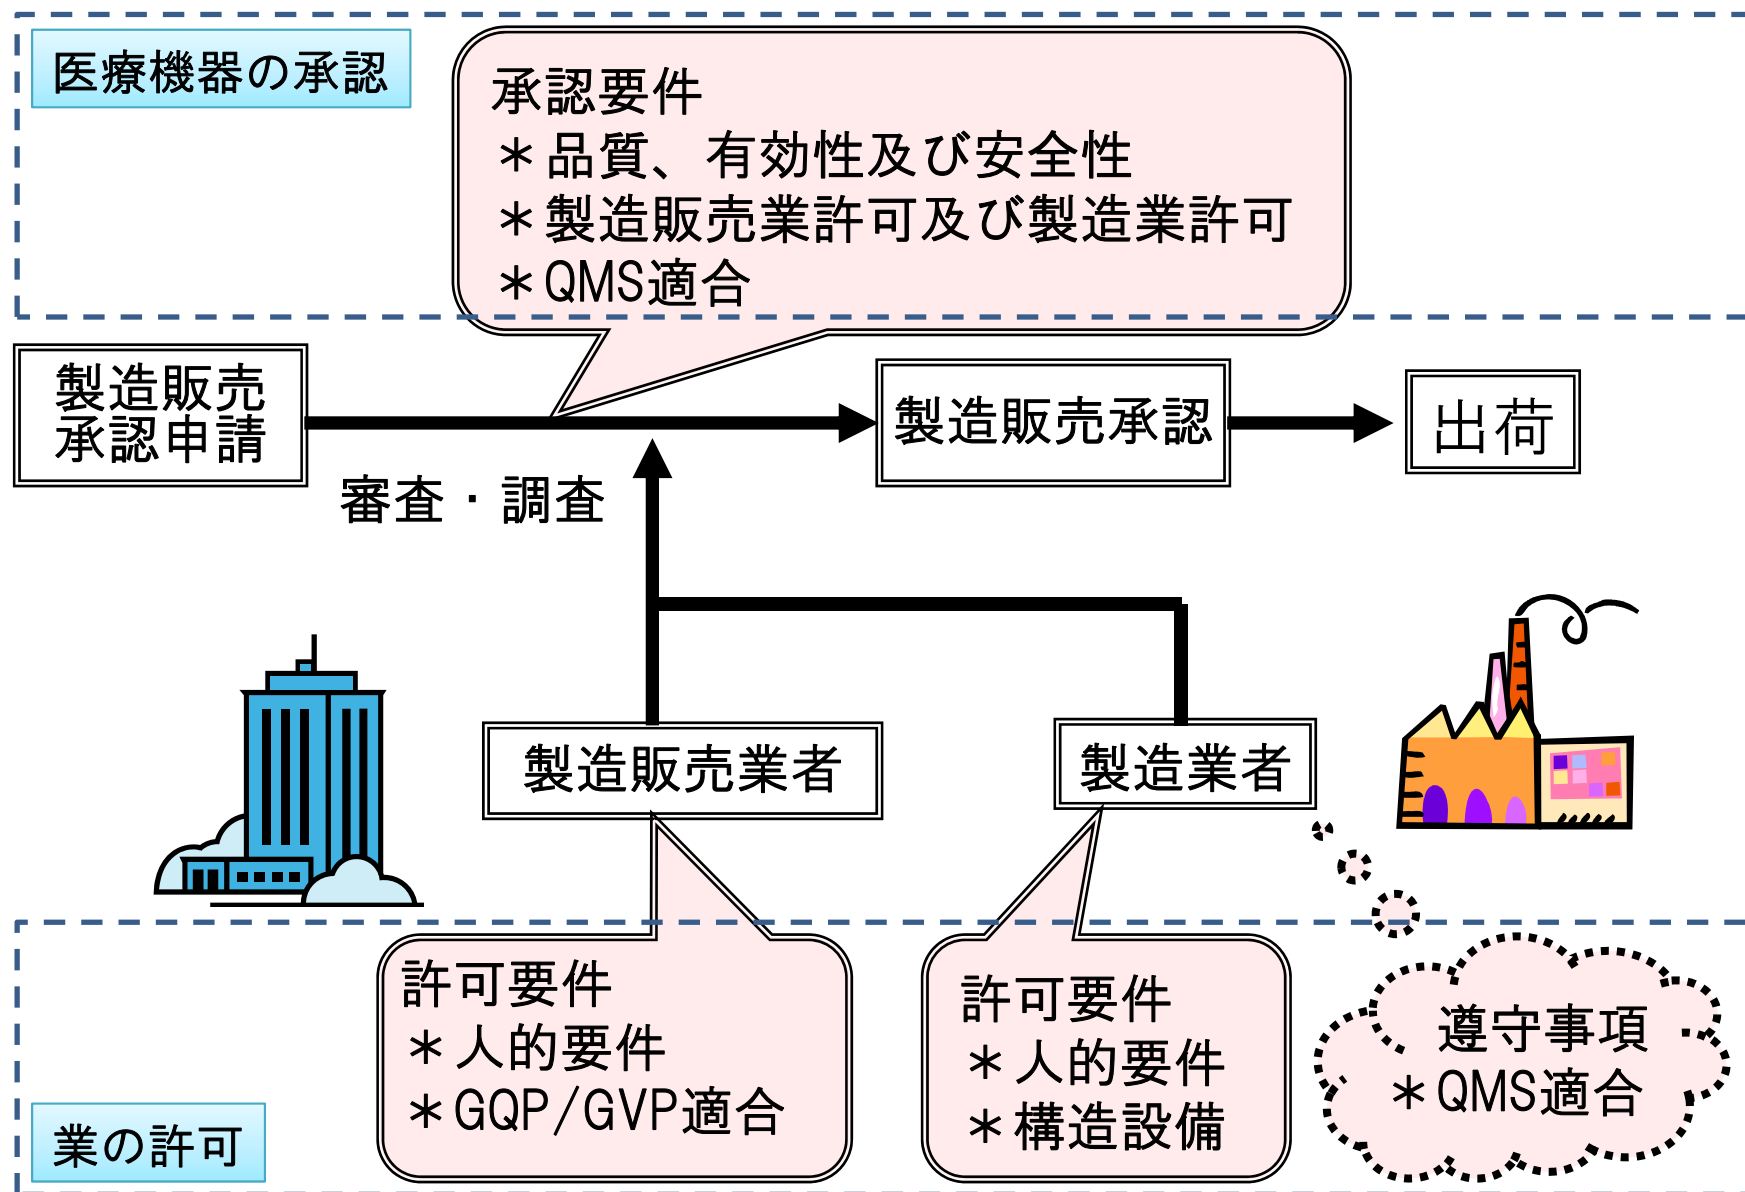 医療機器の承認
承認要件
＊品質、有効性及び安全性
＊製造販売業許可及び製造業許可
＊QMS適合
製造販売
承認申請
製造販売承認
出荷
審査・調査
製造販売業者
製造業者
許可要件
＊人的要件
＊GQP/GVP適合
許可要件
＊人的要件
＊構造設備
遵守事項
＊QMS適合
業の許可